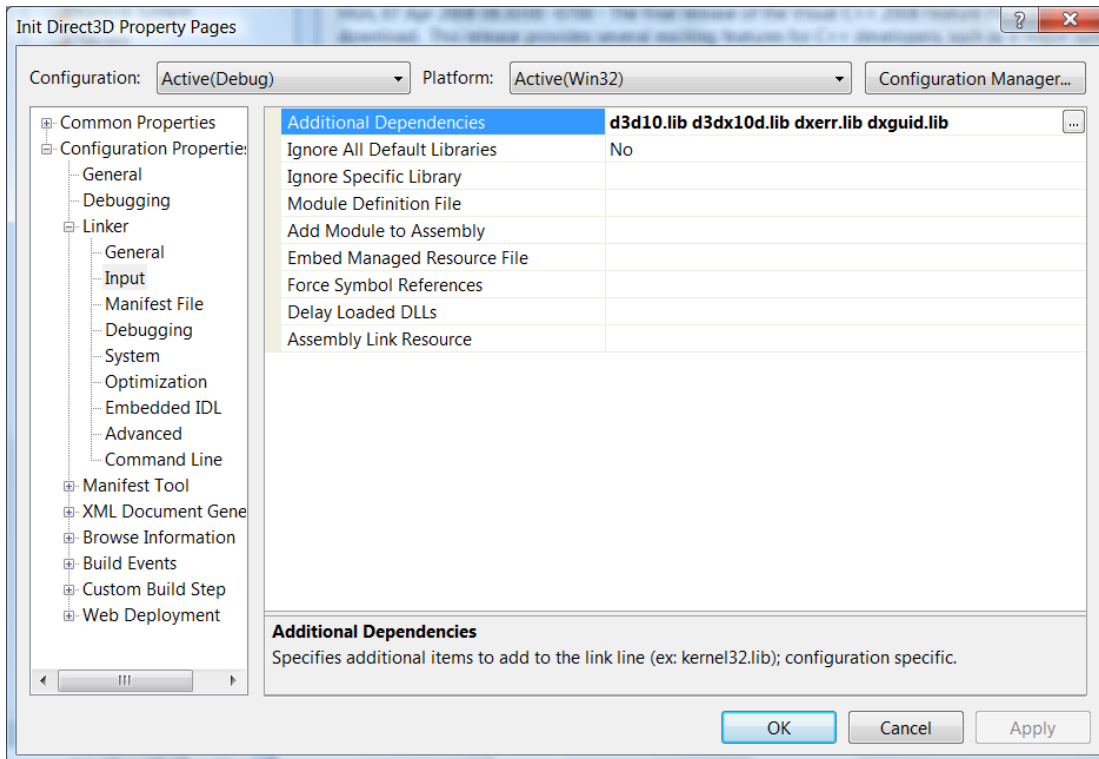 Init Direct3D Property Pages
Configuration: Active(Debug) Platform: Active(Win32) Configuration Manager...
Common Properties
Configuration Properties
General
Debugging
Linker
General
Input
Manifest File
Debugging
System
Optimization
Embedded IDL
Advanced
Command Line
Manifest Tool
XML Document Gene
Browse Information
Build Events
Custom Build Step
Web Deployment
Additional Dependencies d3d10.lib d3dx10d.lib dxerr.lib dxguid.lib ...
Ignore All Default Libraries No
Ignore Specific Library
Module Definition File
Add Module to Assembly
Embed Managed Resource File
Force Symbol References
Delay Loaded DLLs
Assembly Link Resource
Additional Dependencies
Specifies additional items to add to the link line (ex: kernel32.lib); configuration specific.
OK Cancel Apply